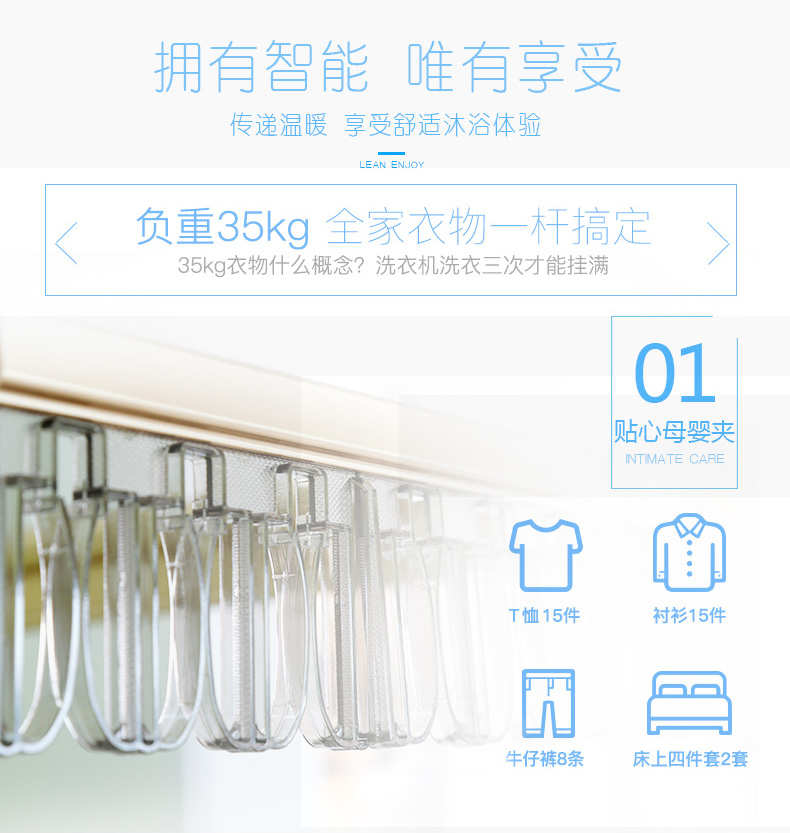 拥有智能 唯有享受
传递温暖 享受舒适沐浴体验
LEAN ENJOY
负重35kg 全家衣物一杆搞定
35kg衣物什么概念？洗衣机洗衣三次才能挂满
01
贴心母婴夹
INTIMATE CARE
T恤15件
衬衫15件
牛仔裤8条
床上四件套2套